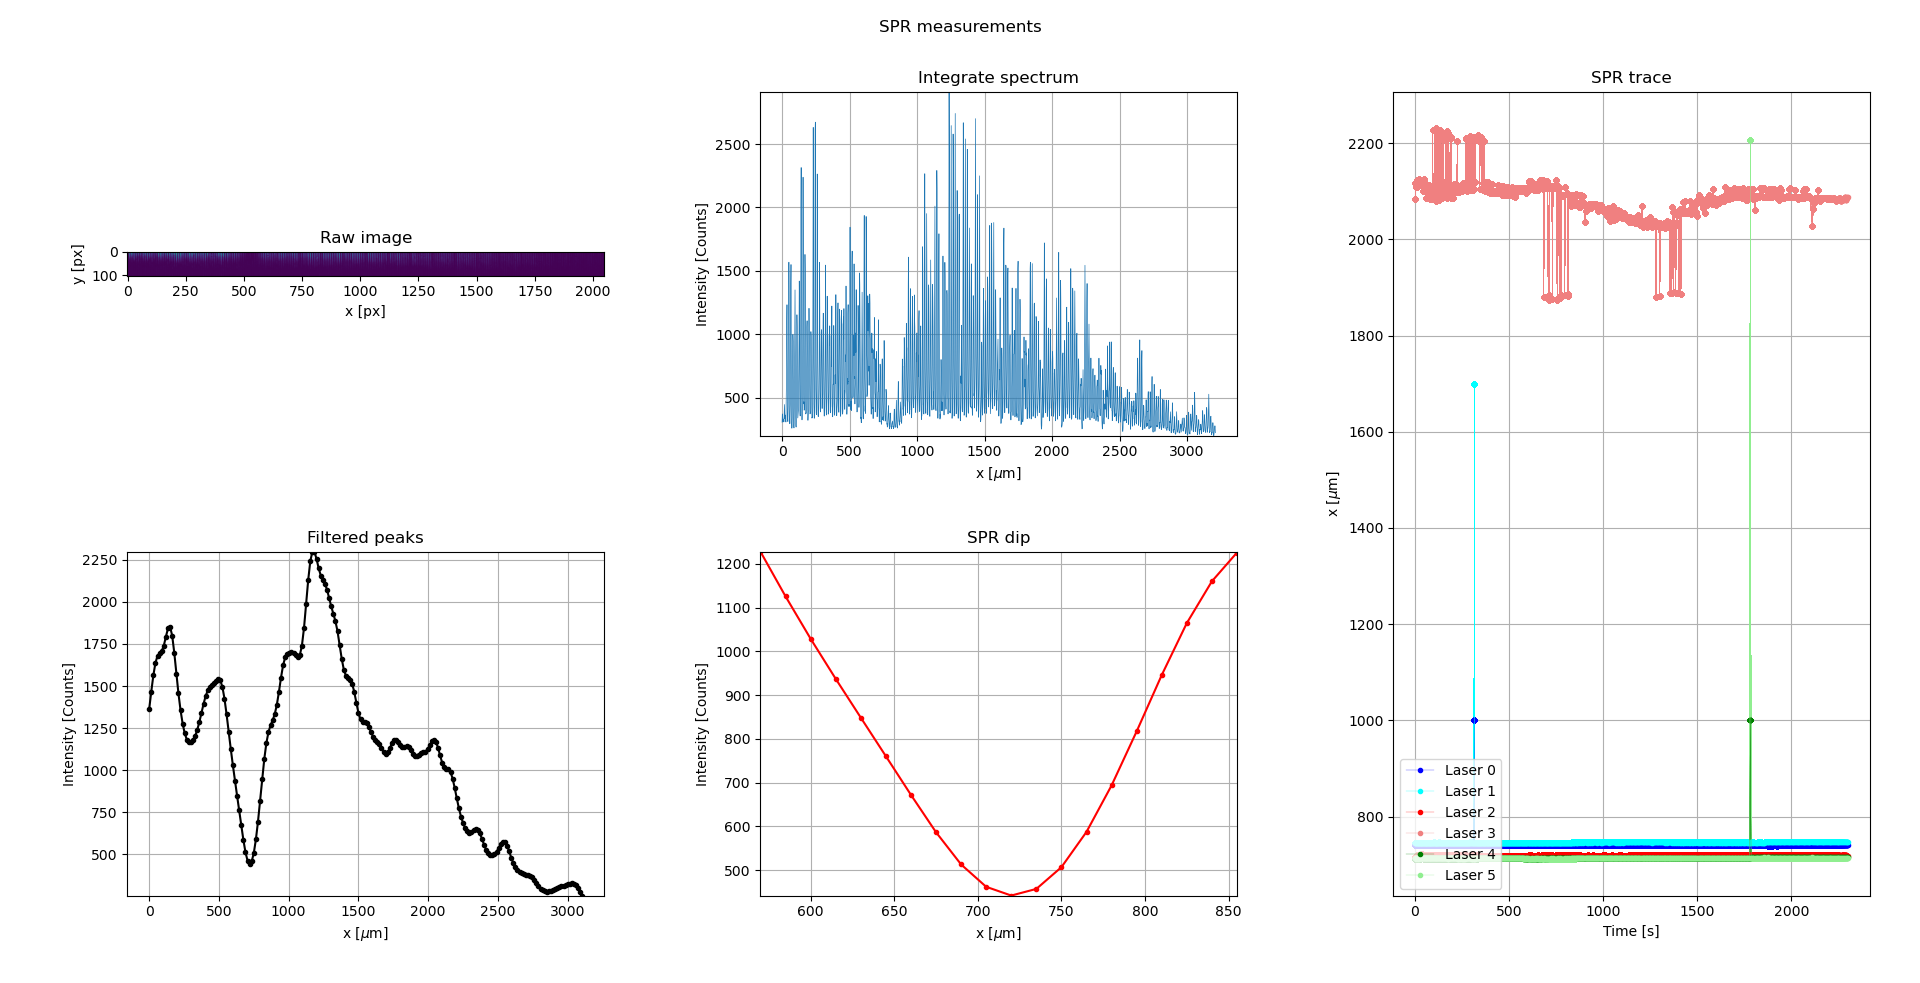 SPR measurements
Raw image
0
100
y [px]
0 250 500 750 1000 1250 1500 1750 2000
x [px]
Integrate spectrum
2500
2000
1500
1000
500
Intensity [Counts]
0 500 1000 1500 2000 2500 3000
x [μm]
Filtered peaks
2250
2000
1750
1500
1250
1000
750
500
Intensity [Counts]
0 500 1000 1500 2000 2500 3000
x [μm]
SPR dip
1200
1100
1000
900
800
700
600
500
Intensity [Counts]
600 650 700 750 800 850
x [μm]
SPR trace
2200
2000
1800
1600
1400
1200
1000
800
x [μm]
Laser 0
Laser 1
Laser 2
Laser 3
Laser 4
Laser 5
0 500 1000 1500 2000
Time [s]